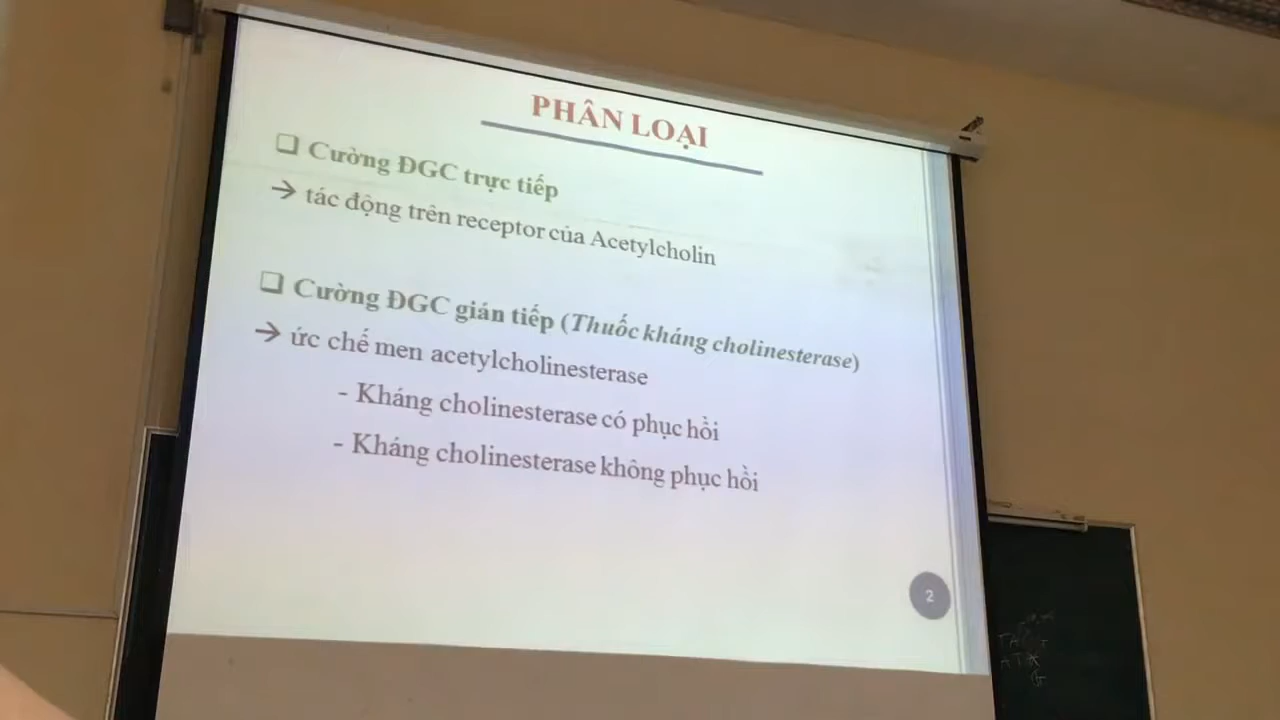 PHÂN LOẠI
❑ Cường ĐGC trực tiếp
→ tác động trên receptor của Acetylcholin
❑ Cường ĐGC gián tiếp (Thuốc kháng cholinesterase)
→ ức chế men acetylcholinesterase
- Kháng cholinesterase có phục hồi
- Kháng cholinesterase không phục hồi
2